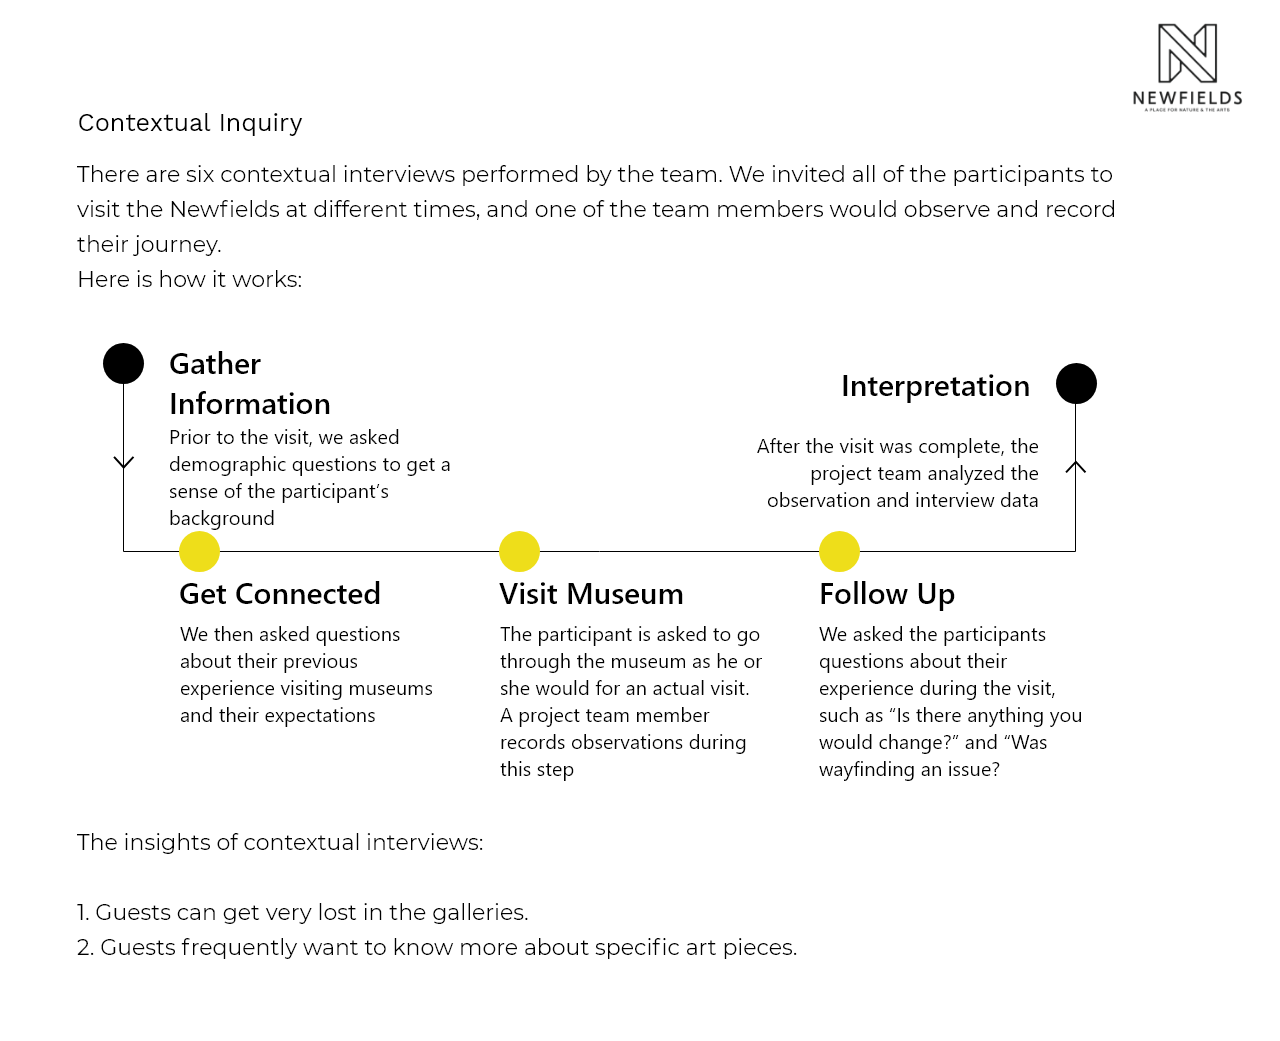 NEWFIELDS
A PLACE FOR NATURE & THE ARTS
Contextual Inquiry
There are six contextual interviews performed by the team. We invited all of the participants to
visit the Newfields at different times, and one of the team members would observe and record
their journey.
Here is how it works:
Gather
Information
Prior to the visit, we asked
demographic questions to get a
sense of the participant's
background
Interpretation
After the visit was complete, the
project team analyzed the
observation and interview data
Get Connected
We then asked questions
about their previous
experience visiting museums
and their expectations
Visit Museum
The participant is asked to go
through the museum as he or
she would for an actual visit.
A project team member
records observations during
this step
Follow Up
We asked the participants
questions about their
experience during the visit,
such as “Is there anything you
would change?” and “Was
wayfinding an issue?
The insights of contextual interviews:
1. Guests can get very lost in the galleries.
2. Guests frequently want to know more about specific art pieces.